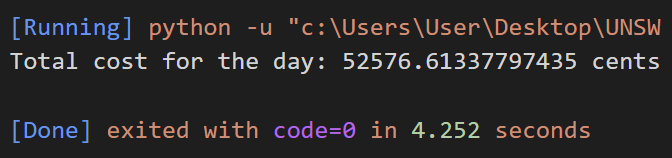 [Running] python -u "c:\Users\User\Desktop\UNSW
Total cost for the day: 52576.61337797435 cents
[Done] exited with code=0 in 4.252 seconds